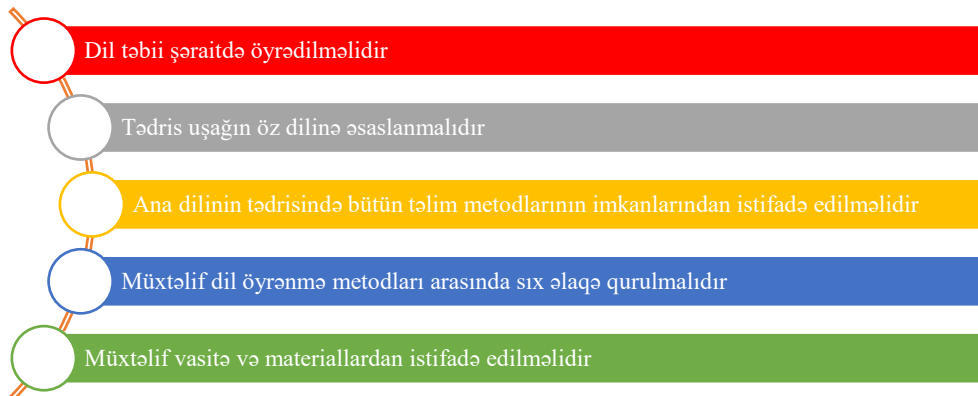 Dil təbii şəraitdə öyrədilməlidir
Tədris uşağın öz dilinə əsaslanmalıdır
Ana dilinin tədrisində bütün təlim metodlarının imkanlarından istifadə edilməlidir
Müxtəlif dil öyrənmə metodları arasında sıx əlaqə qurulmalıdır
Müxtəlif vasitə və materiallardan istifadə edilməlidir